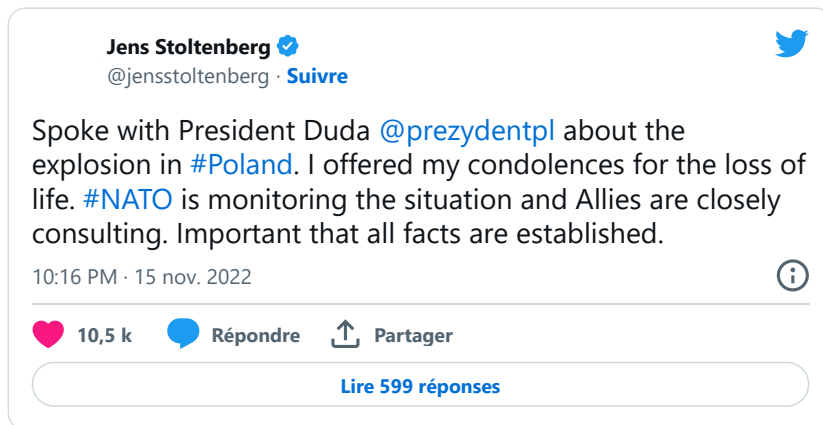 Jens Stoltenberg
@jensstoltenberg · Suivre
Spoke with President Duda @prezydentpl about the
explosion in #Poland. I offered my condolences for the loss of
life. #NATO is monitoring the situation and Allies are closely
consulting. Important that all facts are established.
10:16 PM · 15 nov. 2022
10,5 k Répondre Partager
Lire 599 réponses